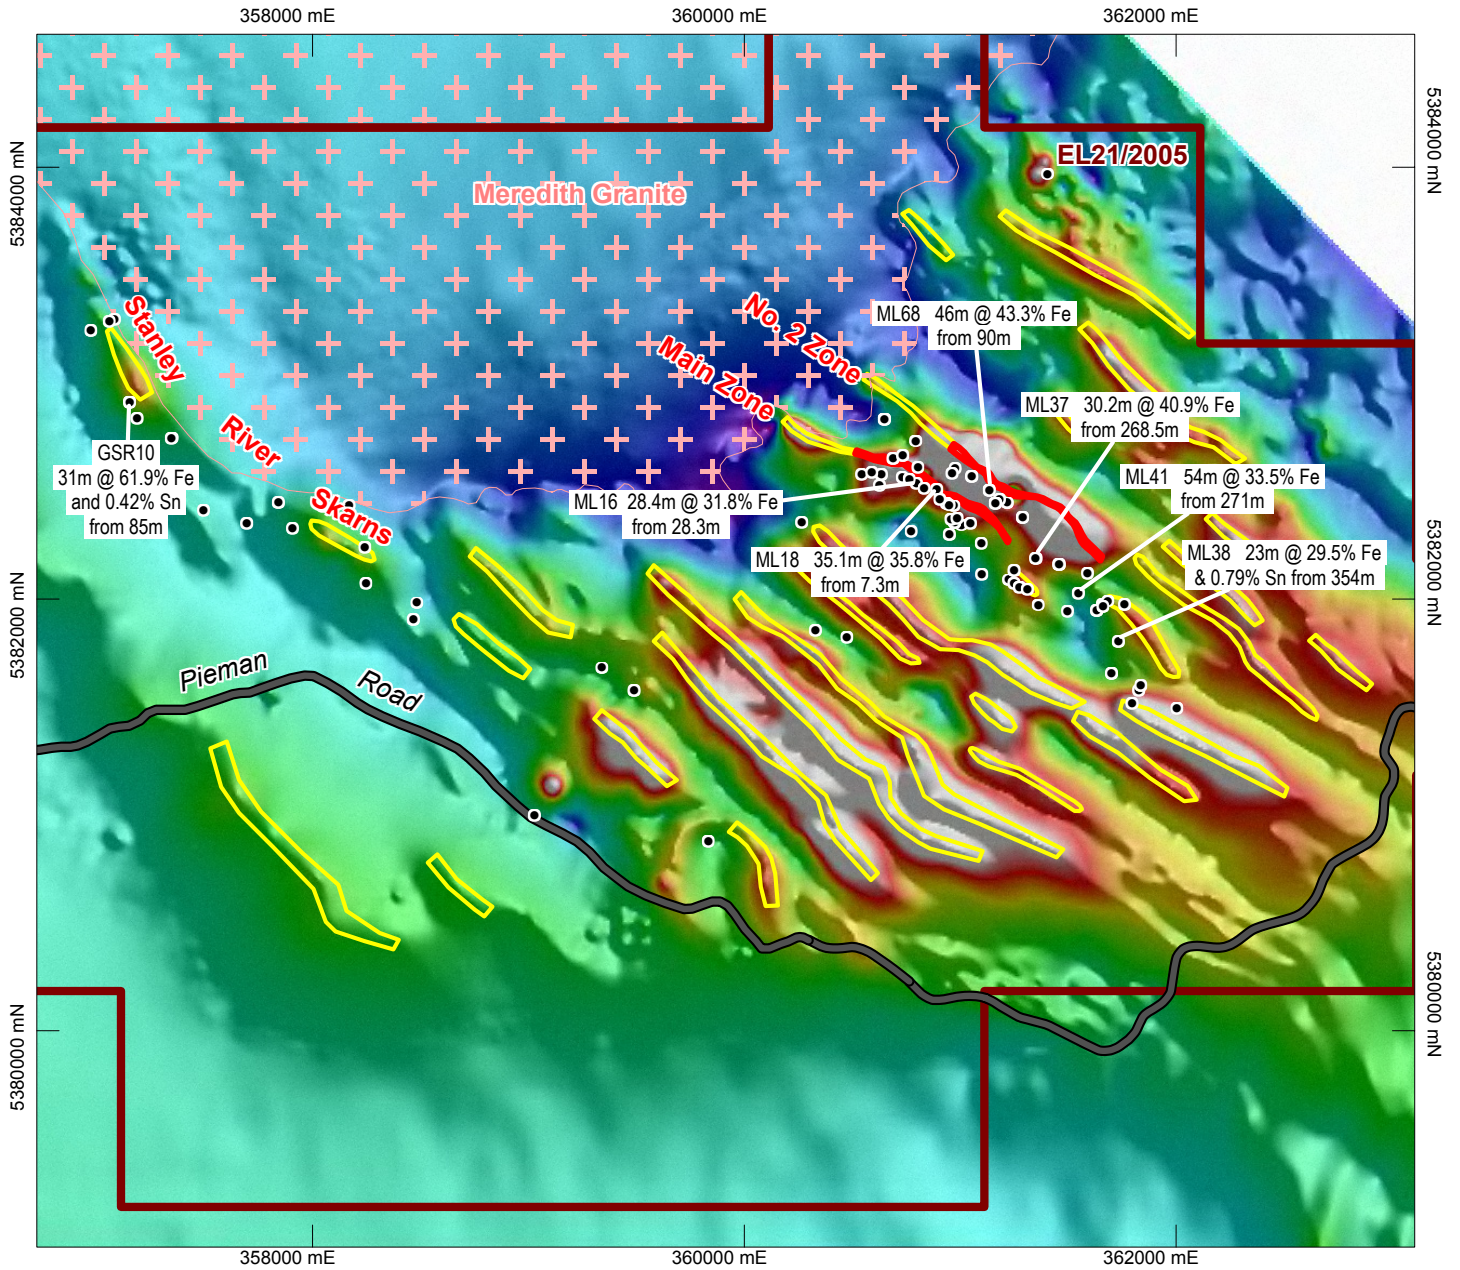 358000 mE
360000 mE
362000 mE
5384000 mN
5384000 mN
EL21/2005
Meredith Granite
Stanley
River
Skarns
No. 2 Zone
Main Zone
ML68 46m @ 43.3% Fe
from 90m
ML37 30.2m @ 40.9% Fe
from 268.5m
GSR10
31m @ 61.9% Fe
and 0.42% Sn
from 85m
ML16 28.4m @ 31.8% Fe
from 28.3m
ML41 54m @ 33.5% Fe
from 271m
ML18 35.1m @ 35.8% Fe
from 7.3m
ML38 23m @ 29.5% Fe
& 0.79% Sn from 354m
5382000 mN
5382000 mN
Pieman
Road
5380000 mN
5380000 mN
358000 mE
360000 mE
362000 mE